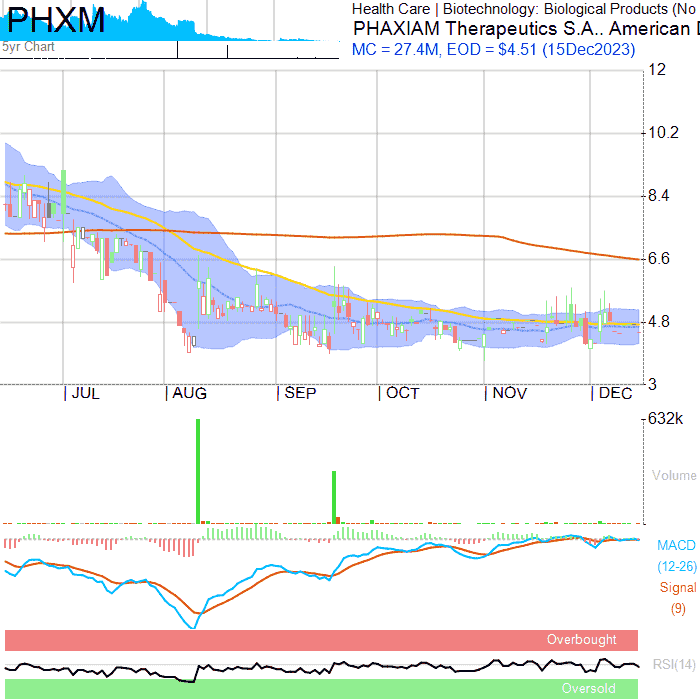 PHXM
5yr Chart
Health Care | Biotechnology: Biological Products (No
PHAXIAM Therapeutics S.A.. American
MC = 27.4M, EOD = $4.51 (15Dec2023)
12
10.2
8.4
6.6
4.8
3
JUL AUG SEP OCT NOV DEC
632k
Volume
MACD
(12-26)
Signal
(9)
Overbought
RSI(14)
Oversold